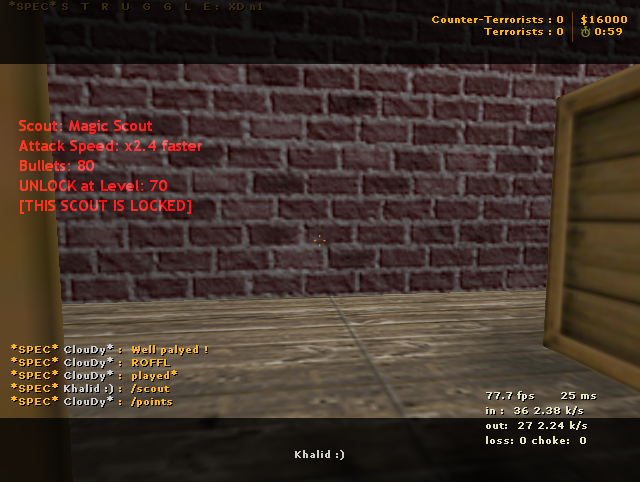 *SPEC* S T R U G G L E : XD n1
Counter-Terrorists : 0 $16000
Terrorists : 0 0:59
Scout: Magic Scout
Attack Speed: x2.4 faster
Bullets: 80
UNLOCK at Level: 70
[THIS SCOUT IS LOCKED]
*SPEC* ClouDy* : Well palyed !
*SPEC* ClouDy* : ROFFL
*SPEC* ClouDy* : played*
*SPEC* Khalid :) : /scout
*SPEC* ClouDy* : /points
77.7 fps 25 ms
in : 36 2.38 k/s
out: 27 2.24 k/s
loss: 0 choke: 0
Khalid :)